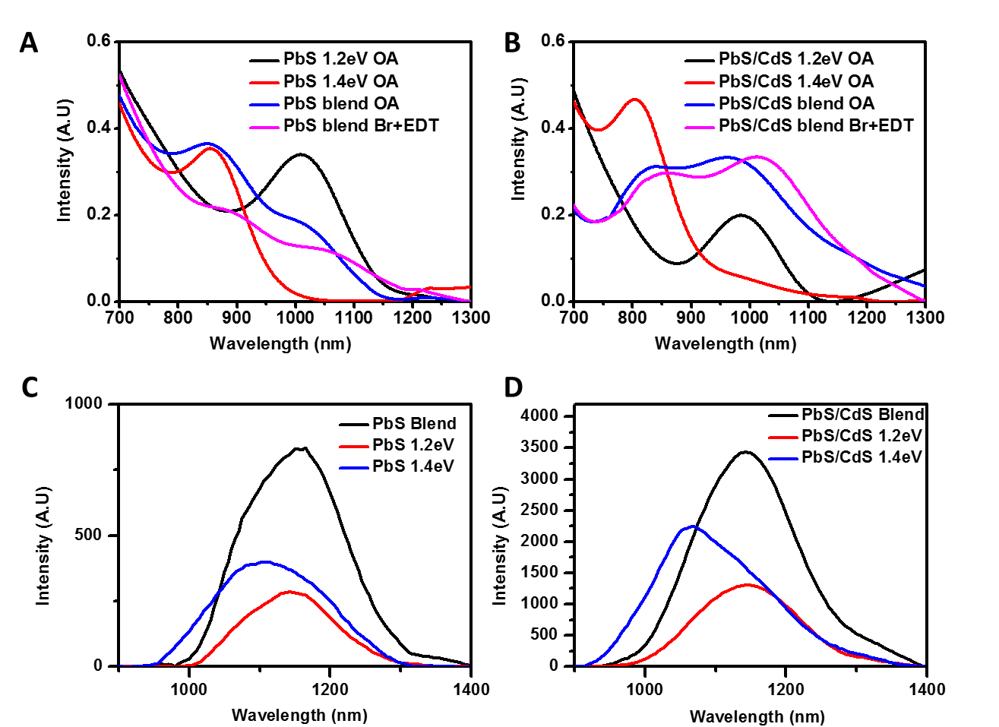 A
0.6
0.4
0.2
0.0
Intensity (A.U)
PbS 1.2eV OA
PbS 1.4eV OA
PbS blend OA
PbS blend Br+EDT
700 800 900 1000 1100 1200 1300
Wavelength (nm)
B
0.6
0.4
0.2
0.0
Intensity (A.U)
PbS/CdS 1.2eV OA
PbS/CdS 1.4eV OA
PbS/CdS blend OA
PbS/CdS blend Br+EDT
700 800 900 1000 1100 1200 1300
Wavelength (nm)
C
1000
500
0
Intensity (A.U)
PbS Blend
PbS 1.2eV
PbS 1.4eV
1000 1200 1400
Wavelength (nm)
D
4000
3500
3000
2500
2000
1500
1000
500
0
Intensity (A.U)
PbS/CdS Blend
PbS/CdS 1.2eV
PbS/CdS 1.4eV
1000 1200 1400
Wavelength (nm)